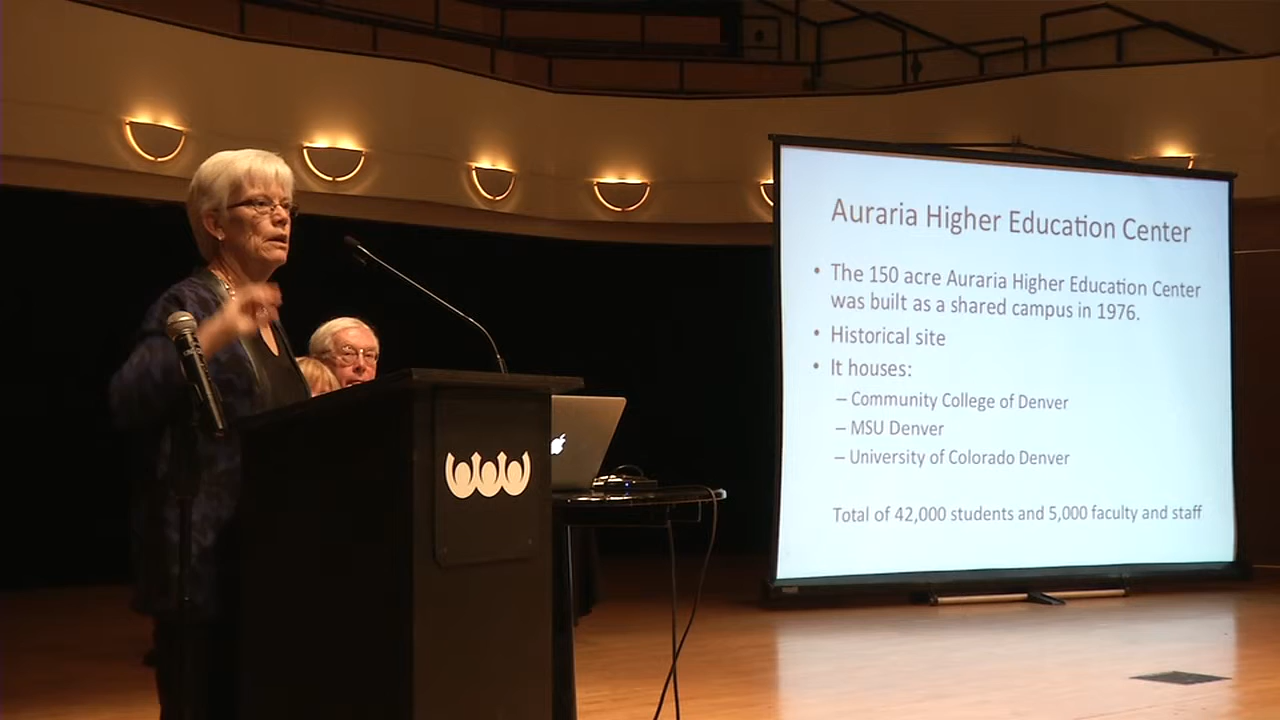 Auraria Higher Education Center
• The 150 acre Auraria Higher Education Center
was built as a shared campus in 1976.
• Historical site
• It houses:
– Community College of Denver
– MSU Denver
– University of Colorado Denver
Total of 42,000 students and 5,000 faculty and staff